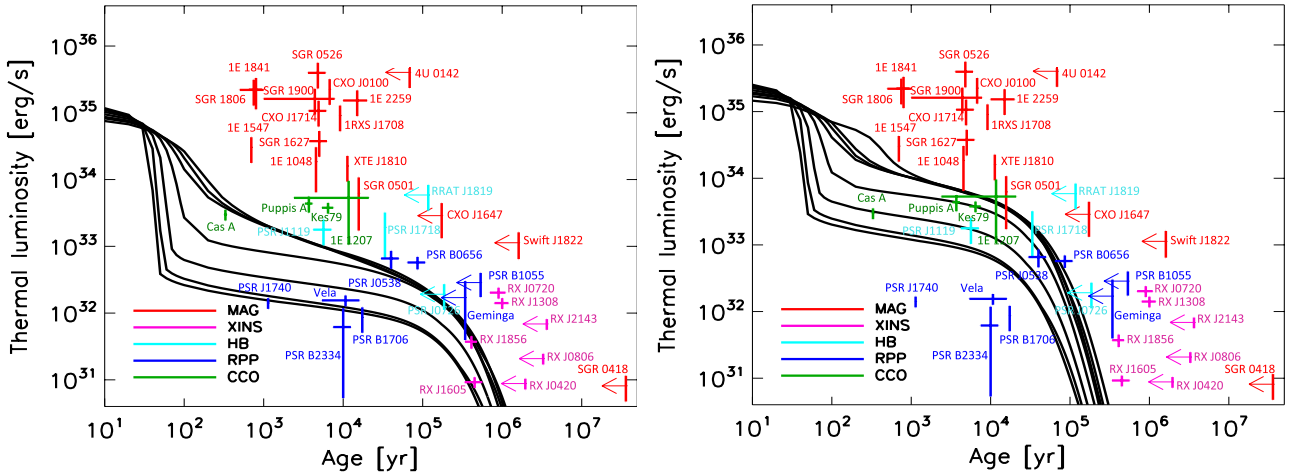 Thermal luminosity [erg/s]
10^36
10^35
10^34
10^33
10^32
10^31
SGR 0526
1E 1841
4U 0142
CXO J0100
SGR 1900
SGR 1806
1E 2259
CXO J1714
1E 1547
1RXS J1708
SGR 1627
1E 1048
XTE J1810
SGR 0501
RRAT J1819
Puppis A
Kes79
CXO J1647
Cas A
PSR J1119
1E 1207
PSR J1718
Swift J1822
PSR B0656
PSR J0538
PSR B1055
PSR J1740
Vela
RX J0720
RX J1308
PSR J0726
Geminga
RX J2143
PSR B1706
RX J1856
PSR B2334
RX J0806
SGR 0418
RX J1605
RX J0420
MAG
XINS
HB
RPP
CCO
10^1 10^2 10^3 10^4 10^5 10^6 10^7
Age [yr]
Thermal luminosity [erg/s]
10^36
10^35
10^34
10^33
10^32
10^31
SGR 0526
1E 1841
4U 0142
CXO J0100
SGR 1900
SGR 1806
1E 2259
CXO J1714
1E 1547
1RXS J1708
SGR 1627
1E 1048
XTE J1810
SGR 0501
RRAT J1819
Cas A
Puppis A
Kes79
CXO J1647
PSR J1119
1E 1207
PSR J1718
Swift J1822
PSR B0656
PSR J0538
PSR B1055
PSR J1740
Vela
RX J0720
RX J1308
PSR J0726
Geminga
RX J2143
PSR B1706
RX J1856
PSR B2334
RX J0806
SGR 0418
RX J1605
RX J0420
MAG
XINS
HB
RPP
CCO
10^1 10^2 10^3 10^4 10^5 10^6 10^7
Age [yr]